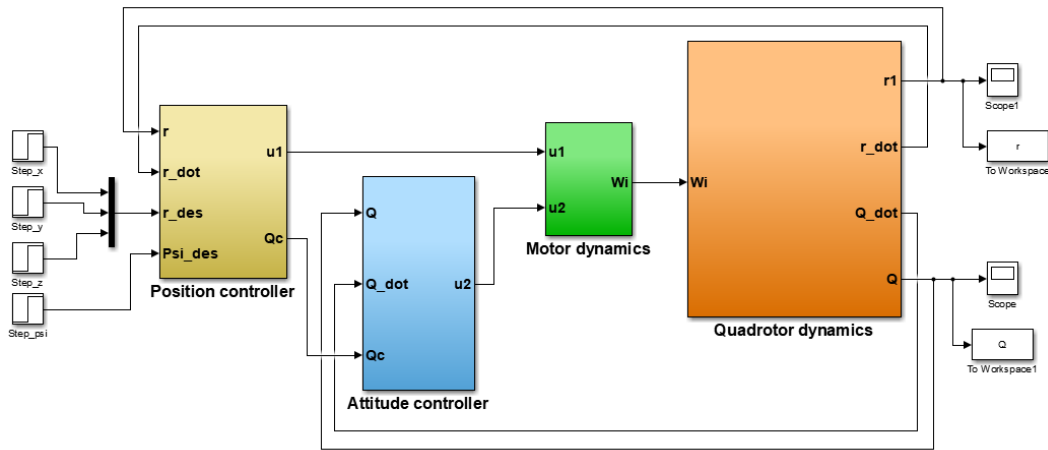 r1
Scope1
r
u1
r_dot
r
Step_x
r_dot
u1
To Workspace
Wi
Wi
r_des
Q
u2
Q_dot
Step_y
Qc
Motor dynamics
Psi_des
Q_dot
u2
Q
Step_z
Position controller
Scope
Quadrotor dynamics
Step_psi
Qc
Q
To Workspace1
Attitude controller